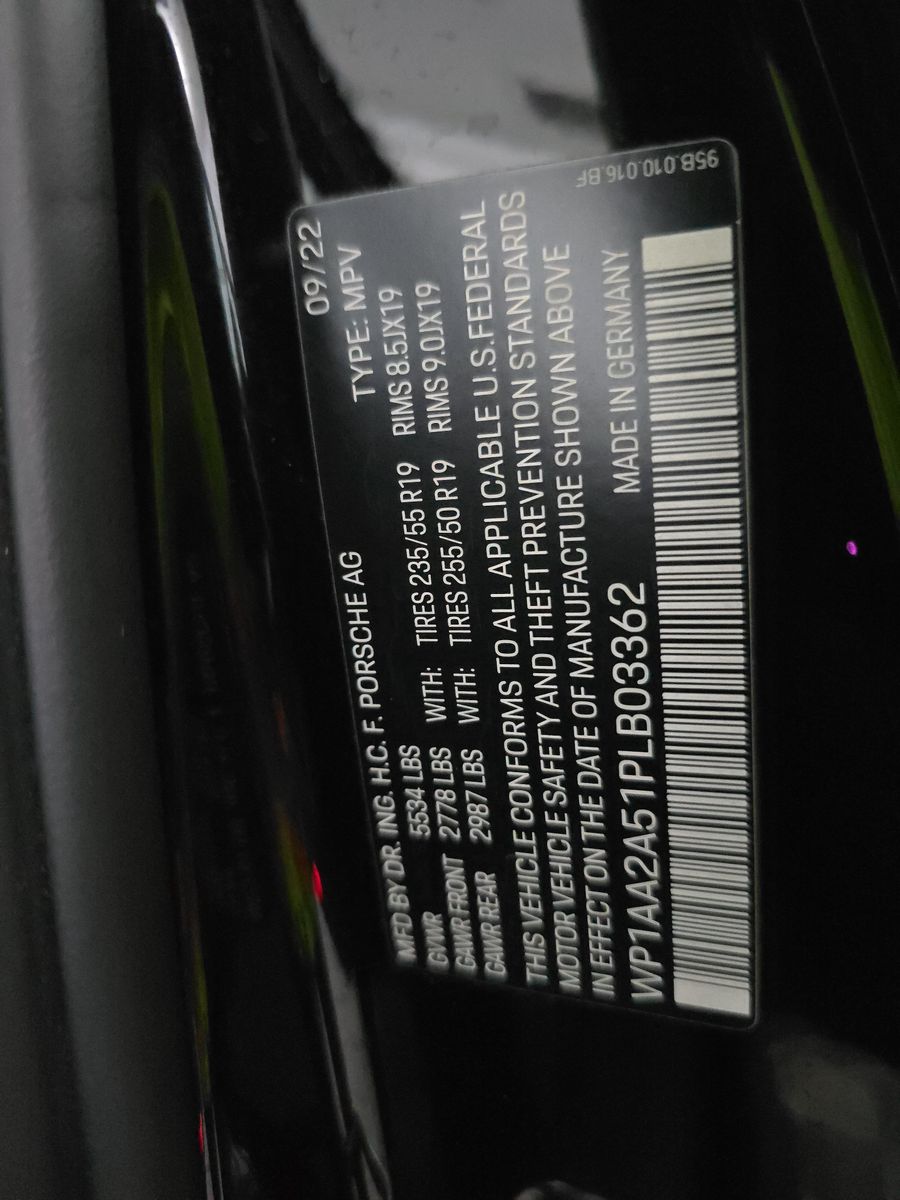 09/22
MFD BY DR. ING. H.C. F. PORSCHE AG TYPE: MPV
GVWR 5534 LBS
GAWR FRONT 2778 LBS WITH: TIRES 235/55 R19 RIMS 8.5JX19
GAWR REAR 2987 LBS WITH: TIRES 255/50 R19 RIMS 9.0JX19
THIS VEHICLE CONFORMS TO ALL APPLICABLE U.S.FEDERAL
MOTOR VEHICLE SAFETY AND THEFT PREVENTION STANDARDS
IN EFFECT ON THE DATE OF MANUFACTURE SHOWN ABOVE
WP1AA2A51PLB03362 MADE IN GERMANY
95B.010.016.BF